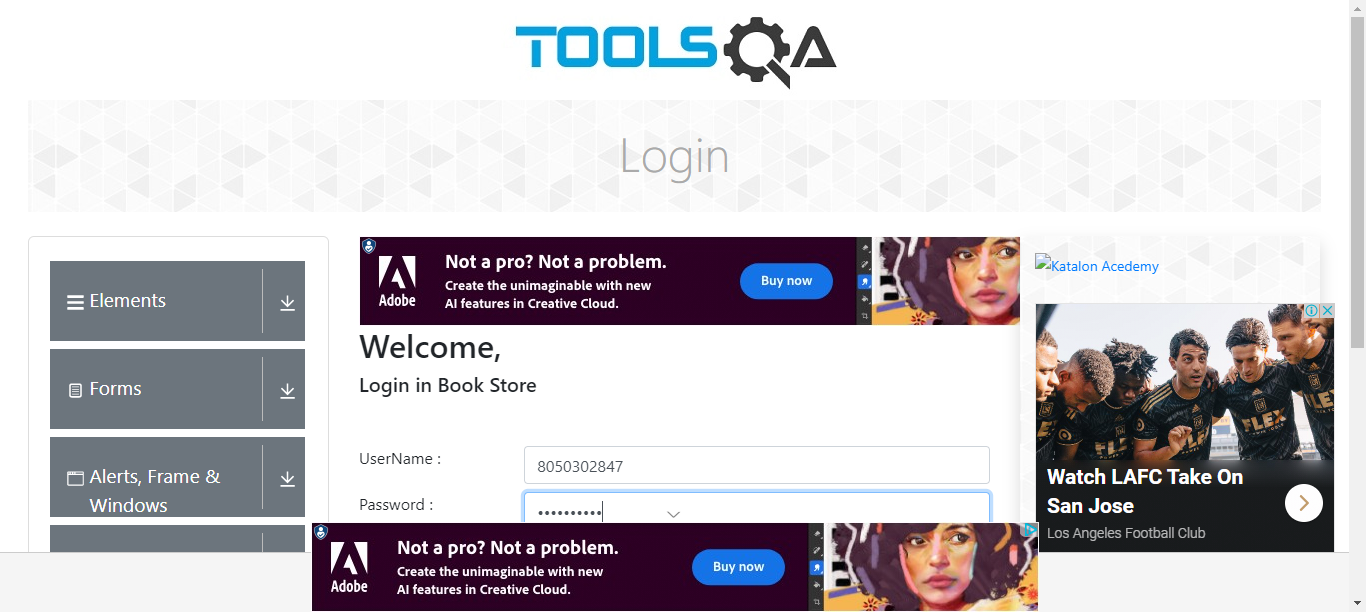 TOOLSQA
Login
Elements
Forms
Alerts, Frame &
Windows
Adobe
Not a pro? Not a problem.
Create the unimaginable with new
AI features in Creative Cloud.
Buy now
Welcome,
Login in Book Store
UserName :
8050302847
Password :
••••••••••
Katalon Acedemy
Watch LAFC Take On
San Jose
Los Angeles Football Club
Adobe
Not a pro? Not a problem.
Create the unimaginable with new
AI features in Creative Cloud.
Buy now